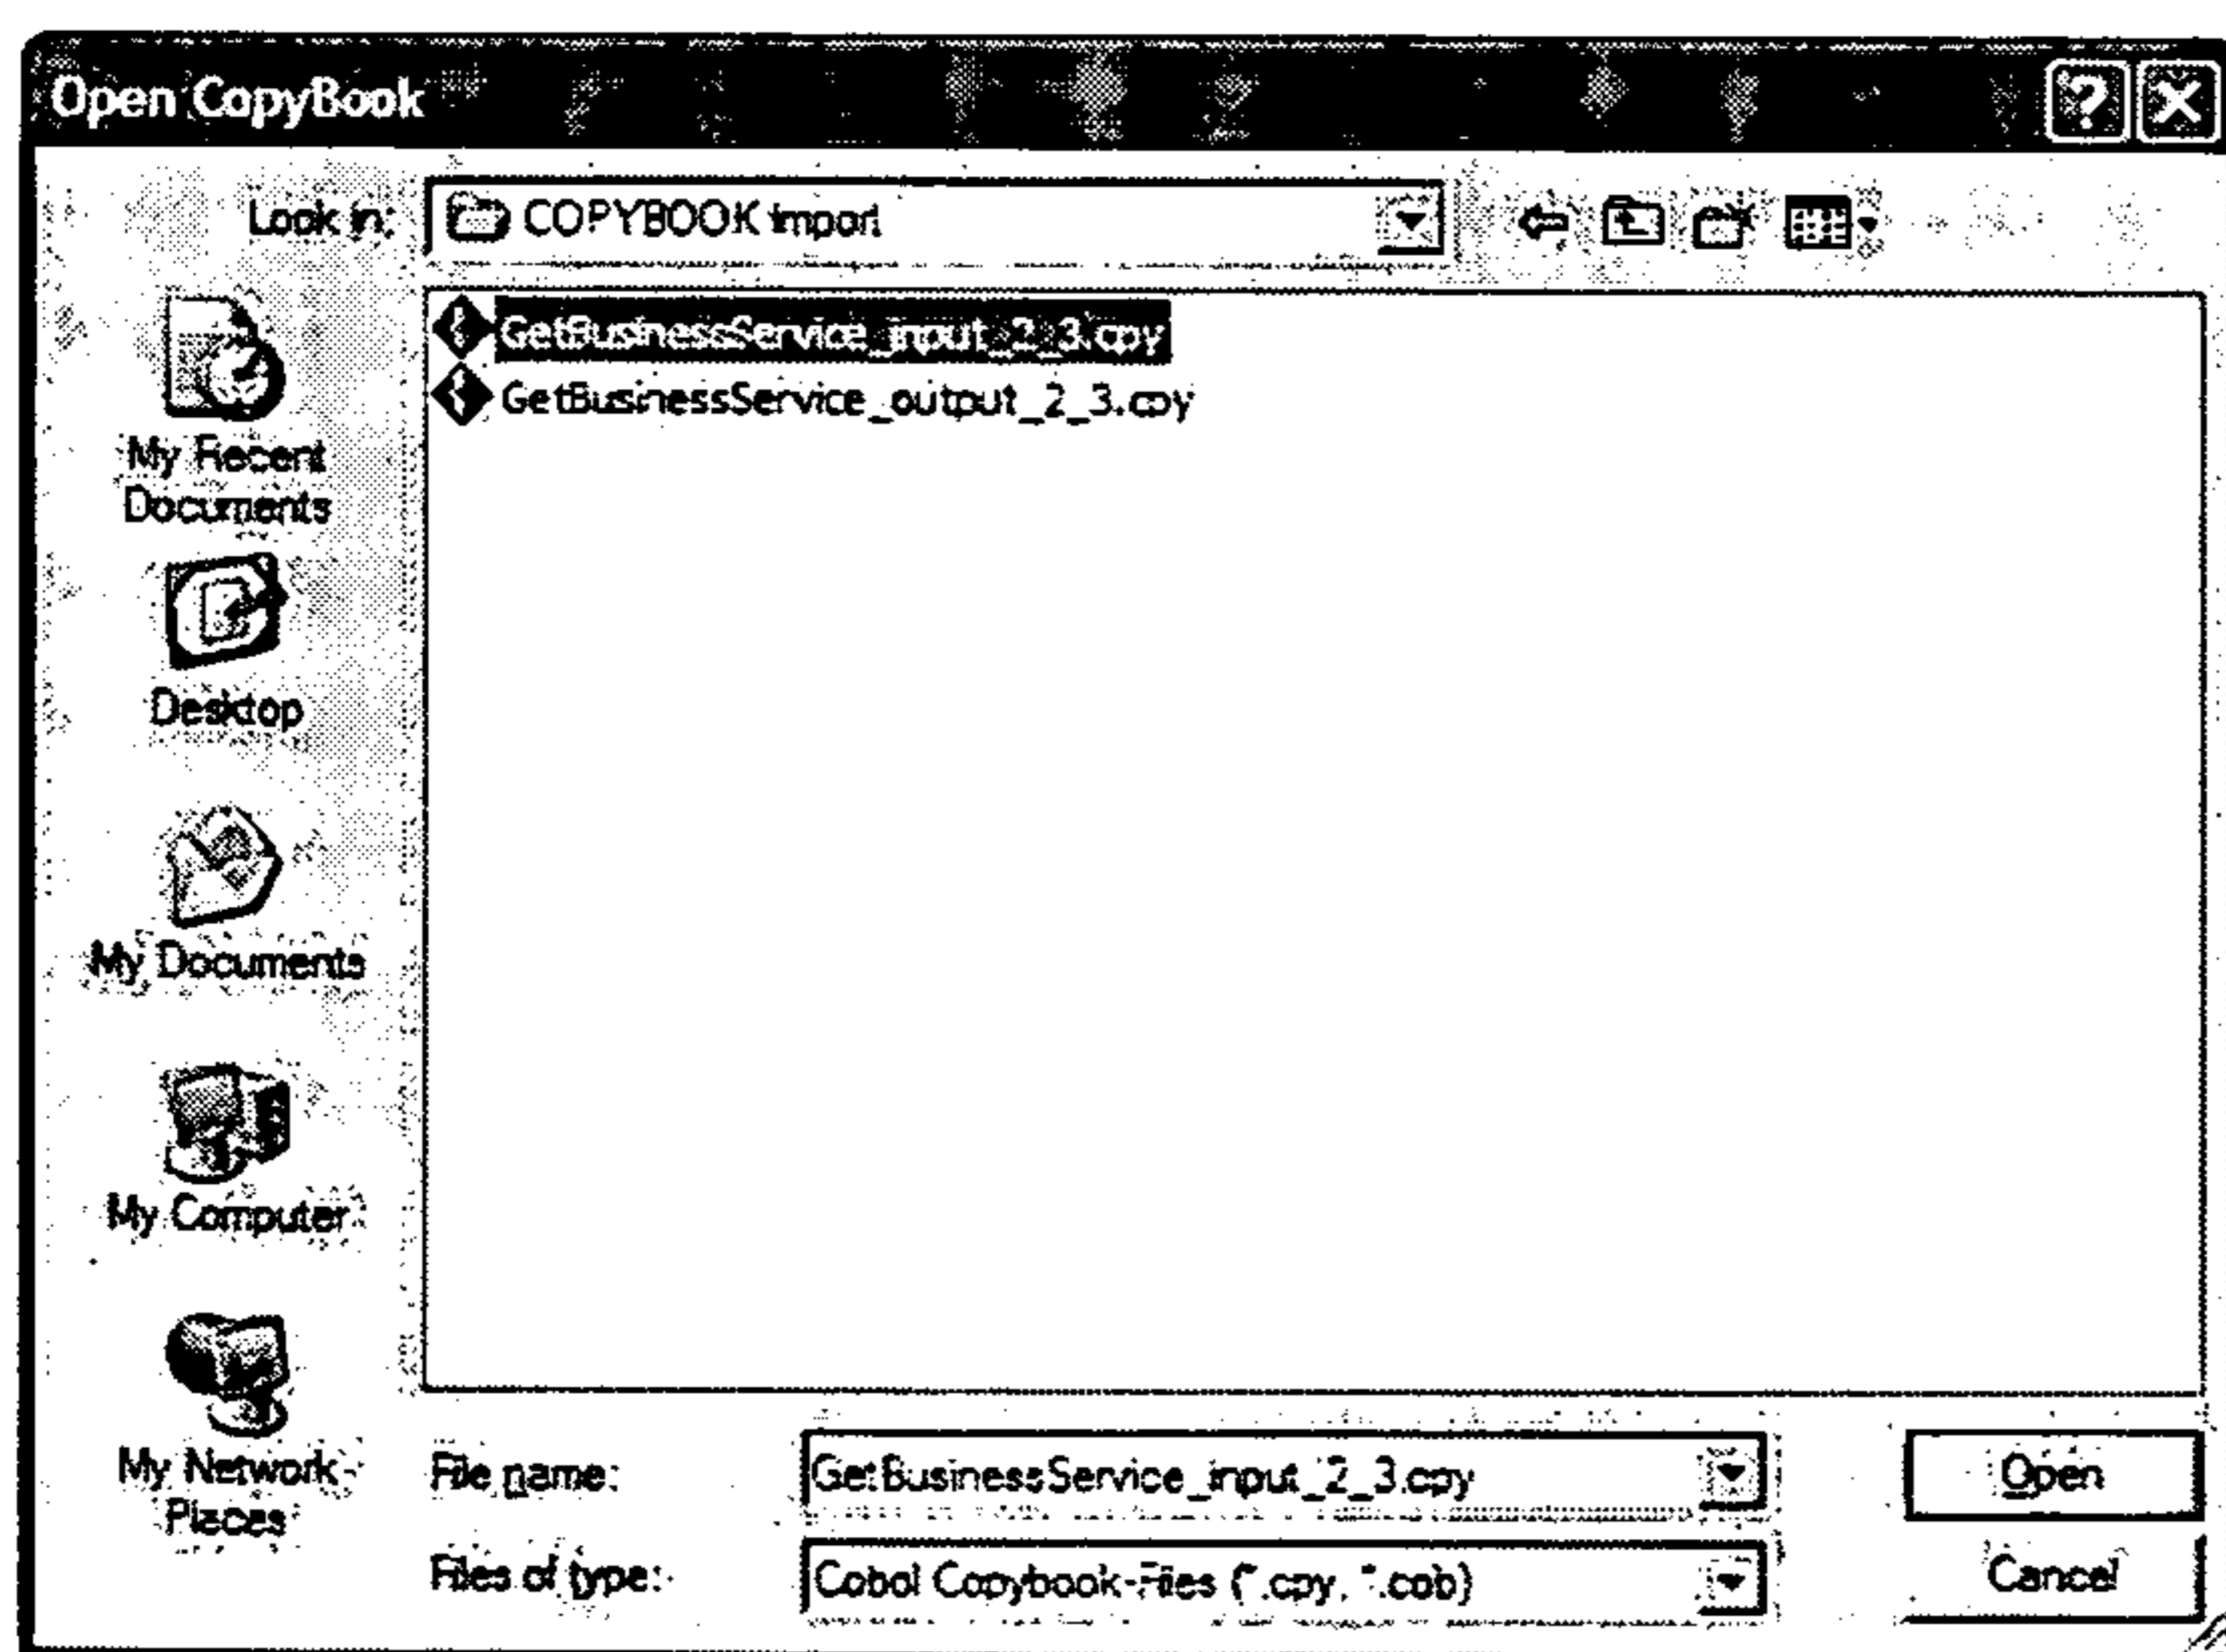 Open CopyBook
Look in: COPYBOOK Import
GetBusinessService_input_2_3.cpy
GetBusinessService_output_2_3.cpy
My Recent
Documents
Desktop
My Documents
My Computer
My Network
Places
File name: GetBusinessService_input_2_3.cpy Open
Files of type: Cobol Copybook-Files (*.cpy, *.cob) Cancel